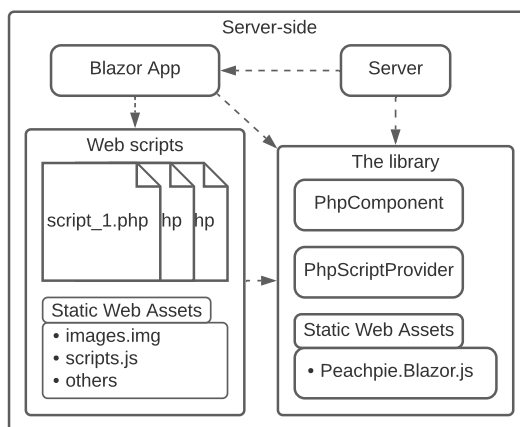 Server-side
Blazor App
Server
Web scripts
script_1.php
hp
hp
Static Web Assets
• images.img
• scripts.js
• others
The library
PhpComponent
PhpScriptProvider
Static Web Assets
• Peachpie.Blazor.js